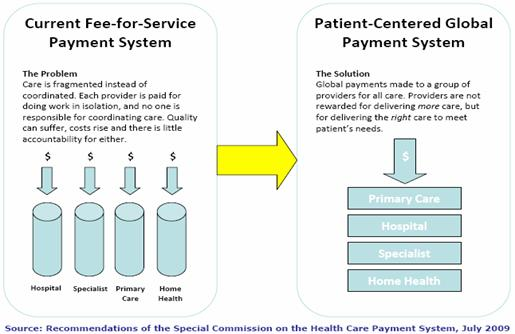 Current Fee-for-Service
Payment System
The Problem
Care is fragmented instead of
coordinated. Each provider is paid for
doing work in isolation, and no one is
responsible for coordinating care. Quality
can suffer, costs rise and there is little
accountability for either.
$ $ $ $
Hospital Specialist Primary Home
Care Health
Patient-Centered Global
Payment System
The Solution
Global payments made to a group of
providers for all care. Providers are not
rewarded for delivering more care, but
for delivering the right care to meet
patient's needs.
$
Primary Care
Hospital
Specialist
Home Health
Source: Recommendations of the Special Commission on the Health Care Payment System, July 2009